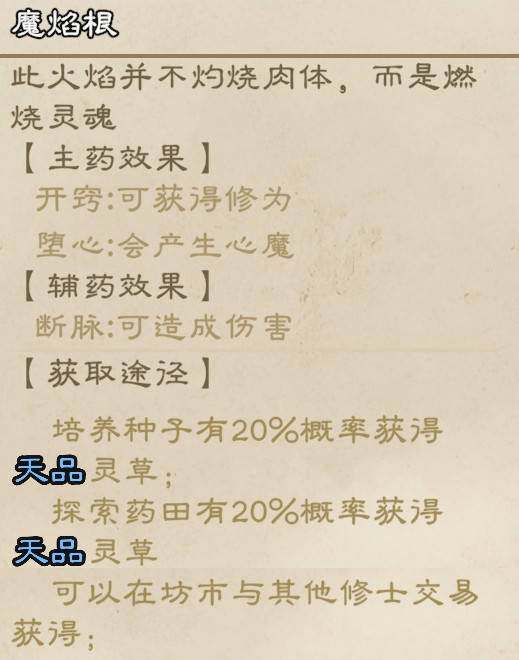 魔焰根
此火焰并不灼烧肉体，而是燃
烧灵魂
【主药效果】
开窍:可获得修为
堕心:会产生心魔
【辅药效果】
断脉:可造成伤害
【获取途径】
培养种子有20%概率获得
天品灵草;
探索药田有20%概率获得
天品灵草
可以在坊市与其他修士交易
获得;